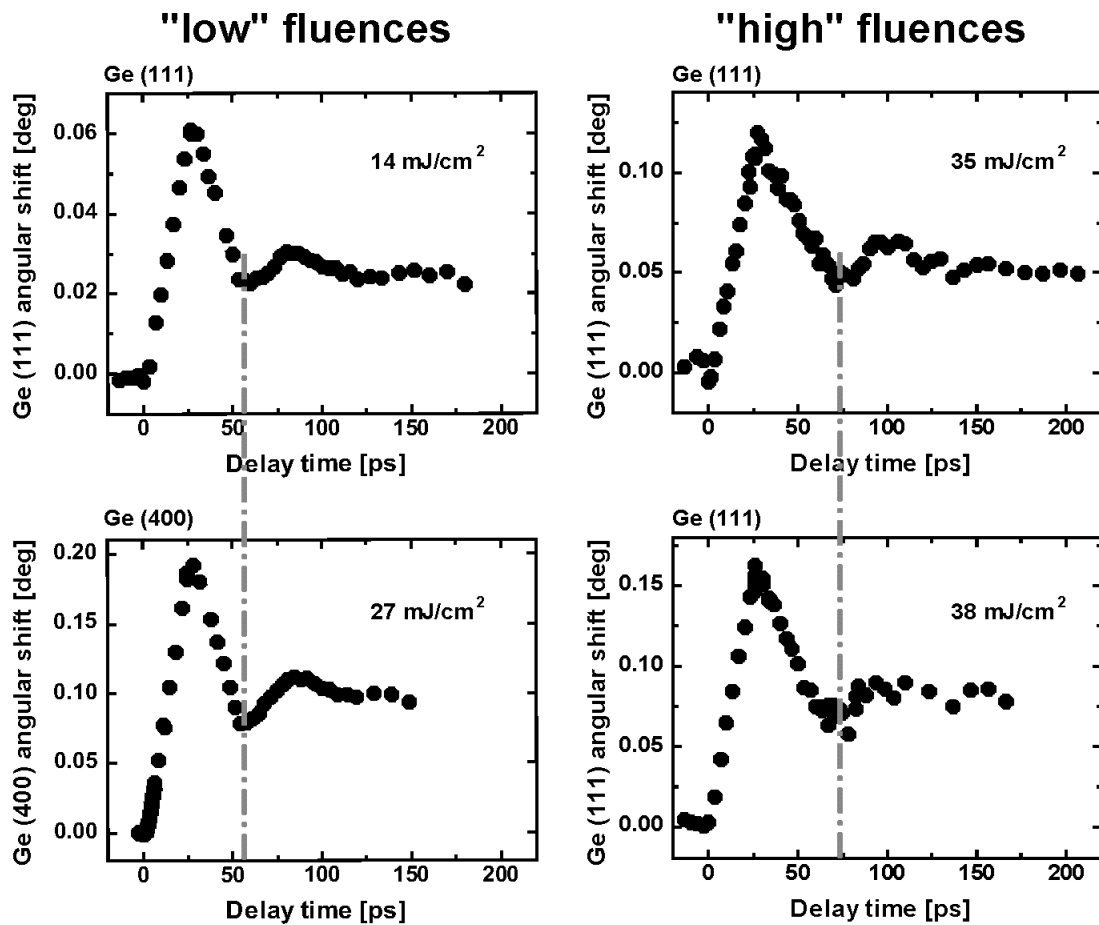 "low" fluences
"high" fluences
Ge (111)
Ge (111) angular shift [deg]
0.06
0.04
0.02
0.00
14 mJ/cm²
0 50 100 150 200
Delay time [ps]
Ge (111)
Ge (111) angular shift [deg]
0.10
0.05
0.00
35 mJ/cm²
0 50 100 150 200
Delay time [ps]
Ge (400)
Ge (400) angular shift [deg]
0.20
0.15
0.10
0.05
0.00
27 mJ/cm²
0 50 100 150 200
Delay time [ps]
Ge (111)
Ge (111) angular shift [deg]
0.15
0.10
0.05
0.00
38 mJ/cm²
0 50 100 150 200
Delay time [ps]